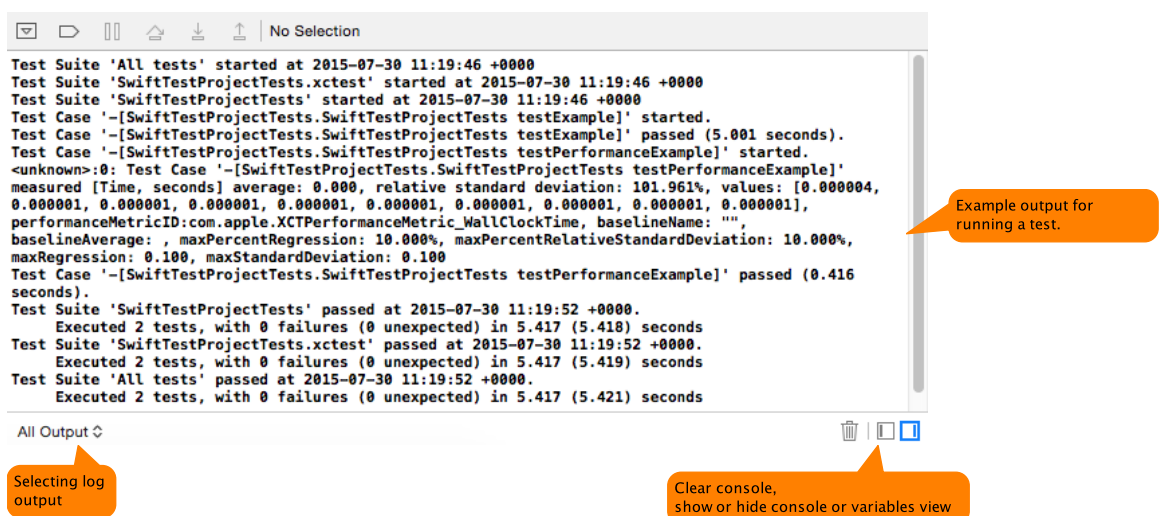 No Selection
Test Suite 'All tests' started at 2015-07-30 11:19:46 +0000
Test Suite 'SwiftTestProjectTests.xctest' started at 2015-07-30 11:19:46 +0000
Test Suite 'SwiftTestProjectTests' started at 2015-07-30 11:19:46 +0000
Test Case '-[SwiftTestProjectTests.SwiftTestProjectTests testExample]' started.
Test Case '-[SwiftTestProjectTests.SwiftTestProjectTests testExample]' passed (5.001 seconds).
Test Case '-[SwiftTestProjectTests.SwiftTestProjectTests testPerformanceExample]' started.
<unknown>:0: Test Case '-[SwiftTestProjectTests.SwiftTestProjectTests testPerformanceExample]'
measured [Time, seconds] average: 0.000, relative standard deviation: 101.961%, values: [0.000004,
0.000001, 0.000001, 0.000001, 0.000001, 0.000001, 0.000001, 0.000001, 0.000001, 0.000001],
performanceMetricID:com.apple.XCTPerformanceMetric_WallClockTime, baselineName: "",
baselineAverage: , maxPercentRegression: 10.000%, maxPercentRelativeStandardDeviation: 10.000%,
maxRegression: 0.100, maxStandardDeviation: 0.100
Test Case '-[SwiftTestProjectTests.SwiftTestProjectTests testPerformanceExample]' passed (0.416
seconds).
Test Suite 'SwiftTestProjectTests' passed at 2015-07-30 11:19:52 +0000.
Executed 2 tests, with 0 failures (0 unexpected) in 5.417 (5.418) seconds
Test Suite 'SwiftTestProjectTests.xctest' passed at 2015-07-30 11:19:52 +0000.
Executed 2 tests, with 0 failures (0 unexpected) in 5.417 (5.419) seconds
Test Suite 'All tests' passed at 2015-07-30 11:19:52 +0000.
Executed 2 tests, with 0 failures (0 unexpected) in 5.417 (5.421) seconds
Example output for
running a test.
All Output
Selecting log
output
Clear console,
show or hide console or variables view